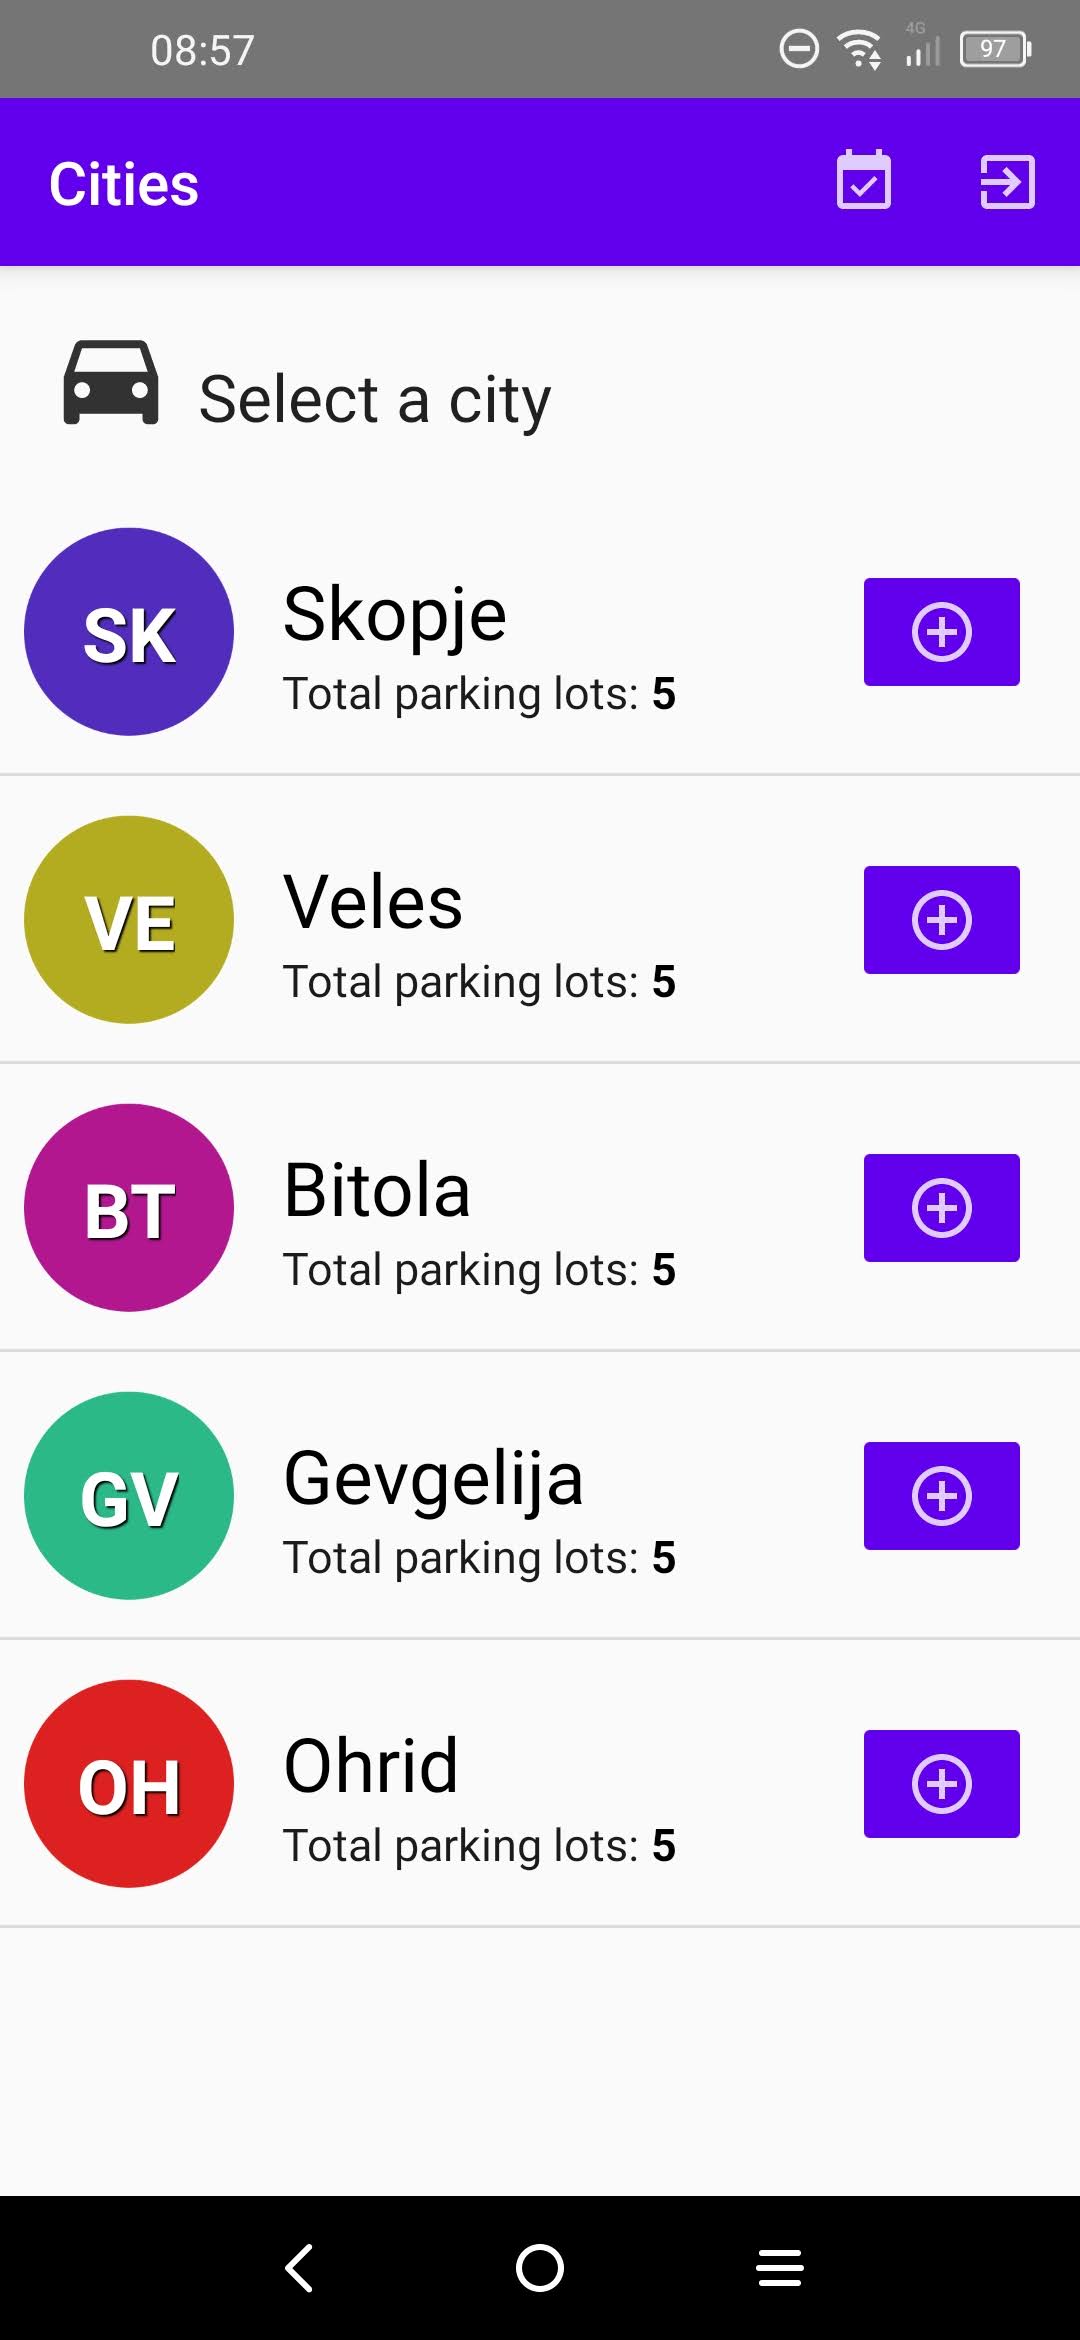 08:57
4G
97
Cities
Select a city
SK
Skopje
Total parking lots: 5
VE
Veles
Total parking lots: 5
BT
Bitola
Total parking lots: 5
GV
Gevgelija
Total parking lots: 5
OH
Ohrid
Total parking lots: 5